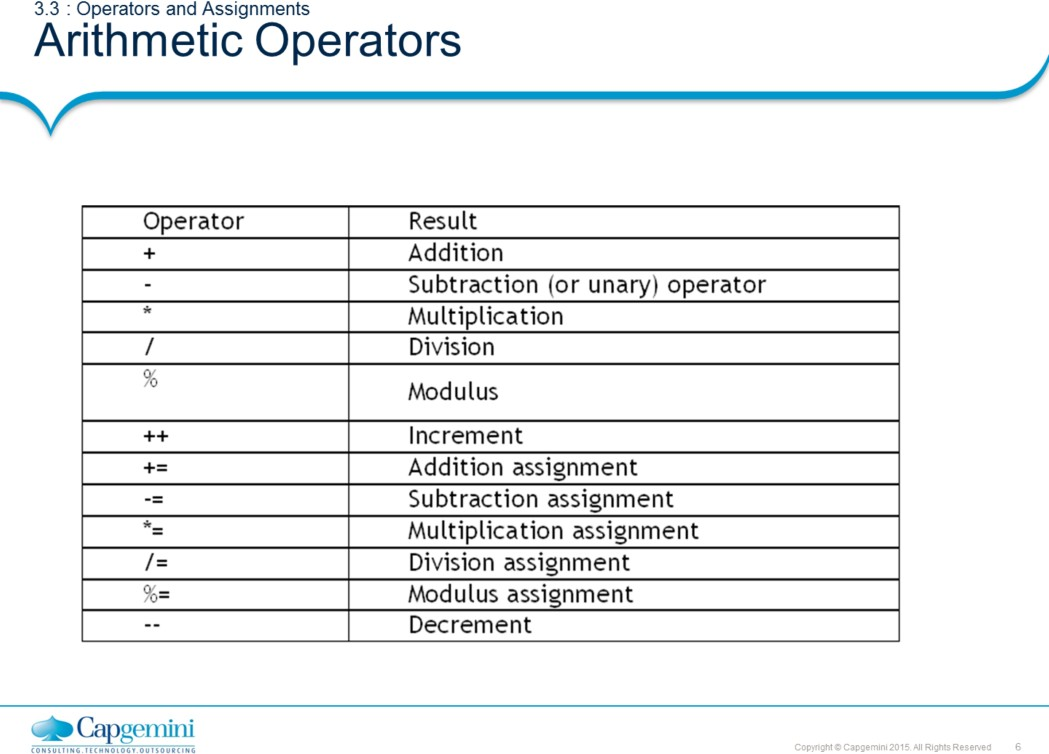 3.3 : Operators and Assignments
Arithmetic Operators
Operator Result
+ Addition
- Subtraction (or unary) operator
* Multiplication
/ Division
% Modulus
++ Increment
+= Addition assignment
-= Subtraction assignment
*= Multiplication assignment
/= Division assignment
%= Modulus assignment
-- Decrement
Capgemini
CONSULTING.TECHNOLOGY.OUTSOURCING
Copyright © Capgemini 2015. All Rights Reserved 6